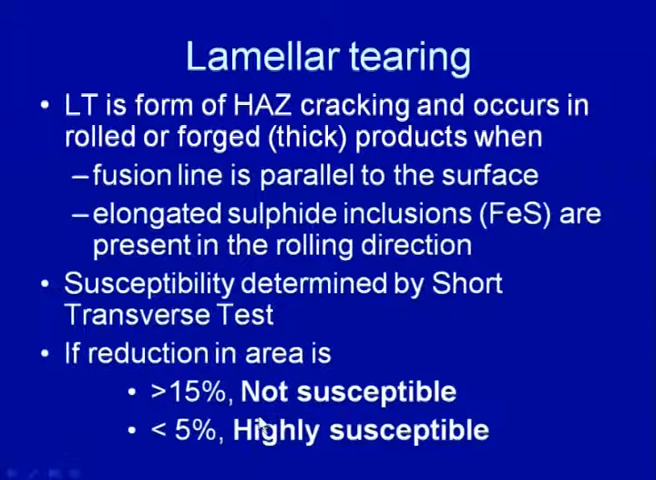 Lamellar tearing
• LT is form of HAZ cracking and occurs in
rolled or forged (thick) products when
–fusion line is parallel to the surface
–elongated sulphide inclusions (FeS) are
present in the rolling direction
• Susceptibility determined by Short
Transverse Test
• If reduction in area is
• >15%, Not susceptible
• < 5%, Highly susceptible